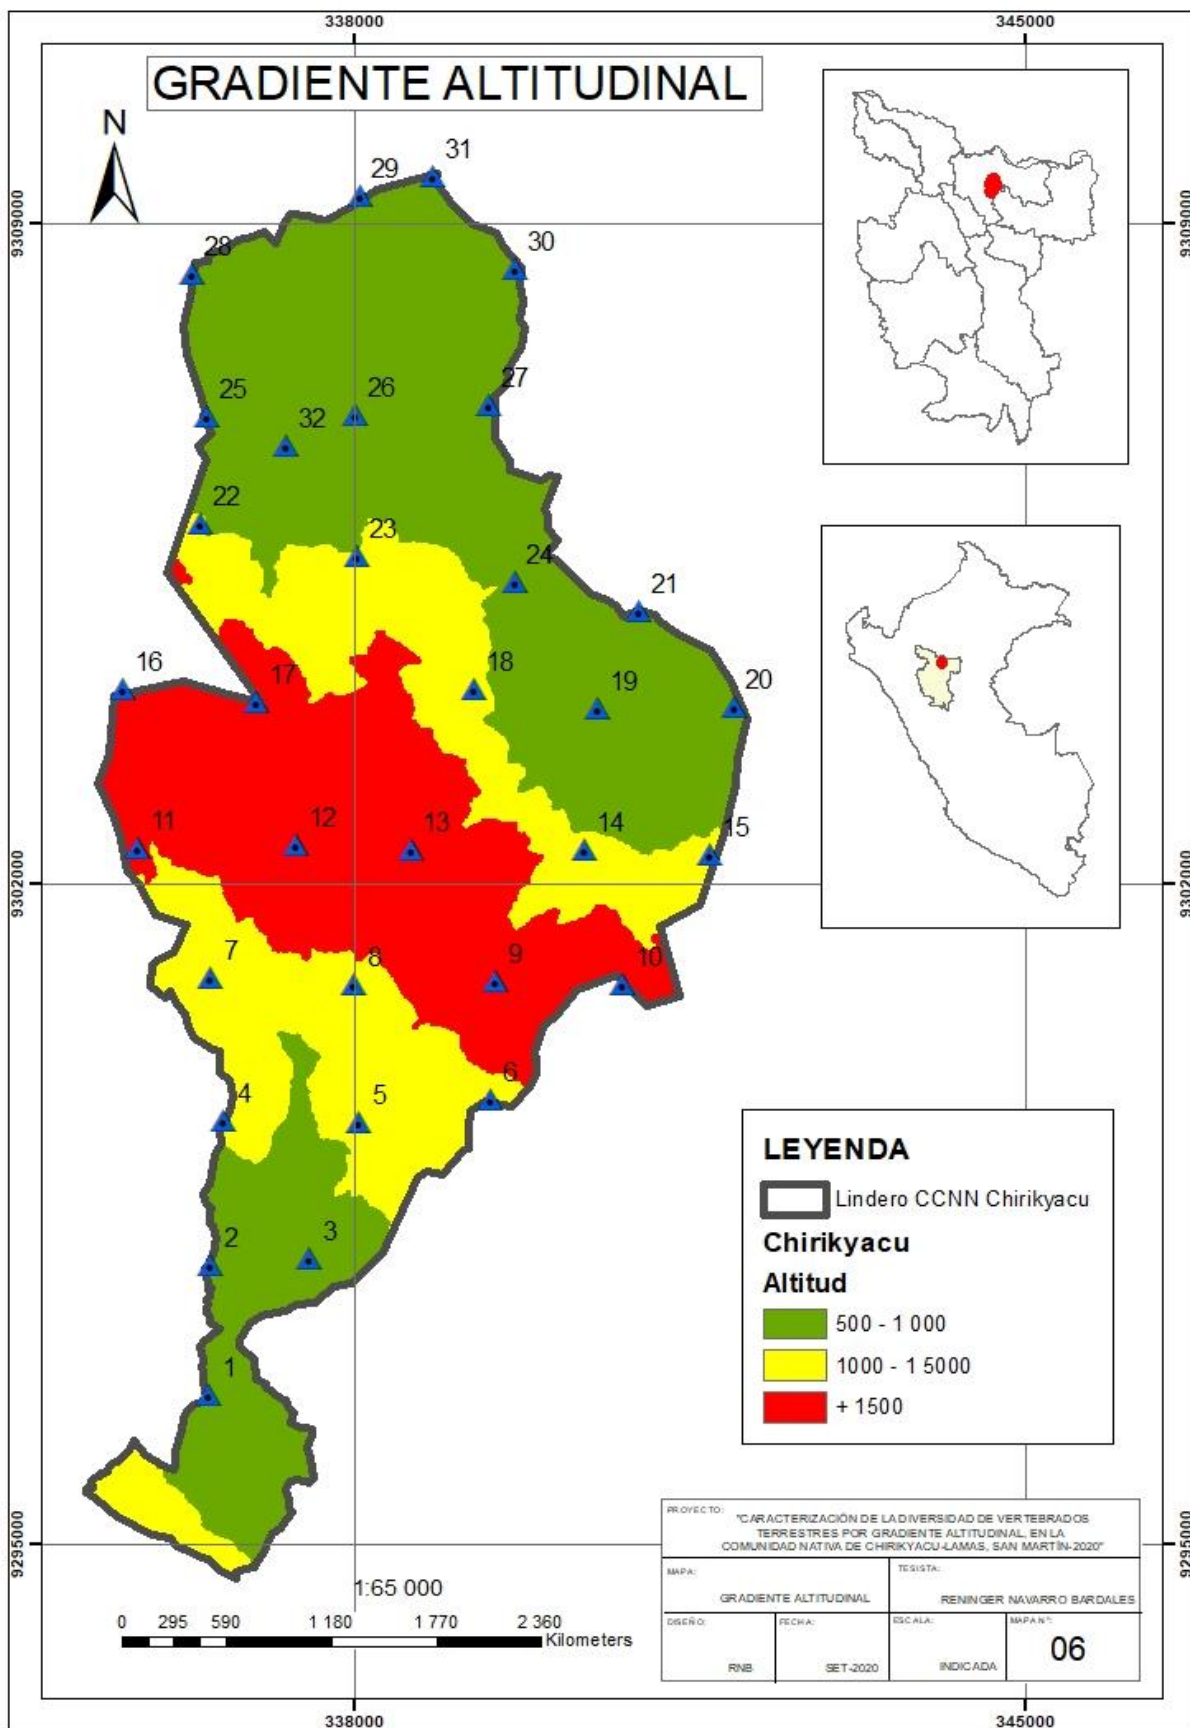 338000
345000
GRADIENTE ALTITUDINAL
N
31
29
9309000
9309000
28
30
25
26
27
32
22
23
24
21
16
17
18
19
20
11
12
13
14
15
9302000
9302000
7
8
9
10
4
5
6
2
3
1
LEYENDA
Lindero CCNN Chirikyacu
Chirikyacu
Altitud
500 - 1 000
1000 - 1 5000
+ 1500
9295000
9295000
1:65 000
0 295 590 1 180 1 770 2 360
Kilometers
PROYECTO:
"CARACTERIZACIÓN DE LA DIVERSIDAD DE VERTEBRADOS
TERRESTRES POR GRADIENTE ALTITUDINAL, EN LA
COMUNIDAD NATIVA DE CHIRIKYACU-LAMAS, SAN MARTÍN-2020"
MAPA:
GRADIENTE ALTITUDINAL
TESISTA:
RENINGER NAVARRO BARDALES
DISEÑO:
RNB
FECHA:
SET-2020
ESCALA:
INDICADA
MAPA N°:
06
338000
345000